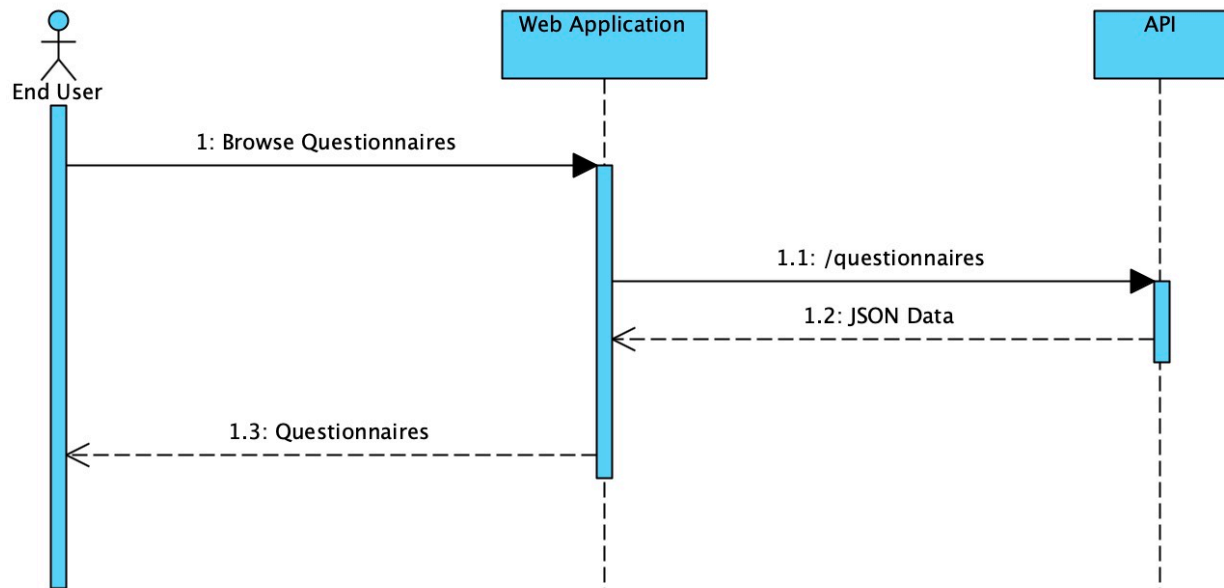 Web Application
API
End User
1: Browse Questionnaires
1.1: /questionnaires
1.2: JSON Data
1.3: Questionnaires